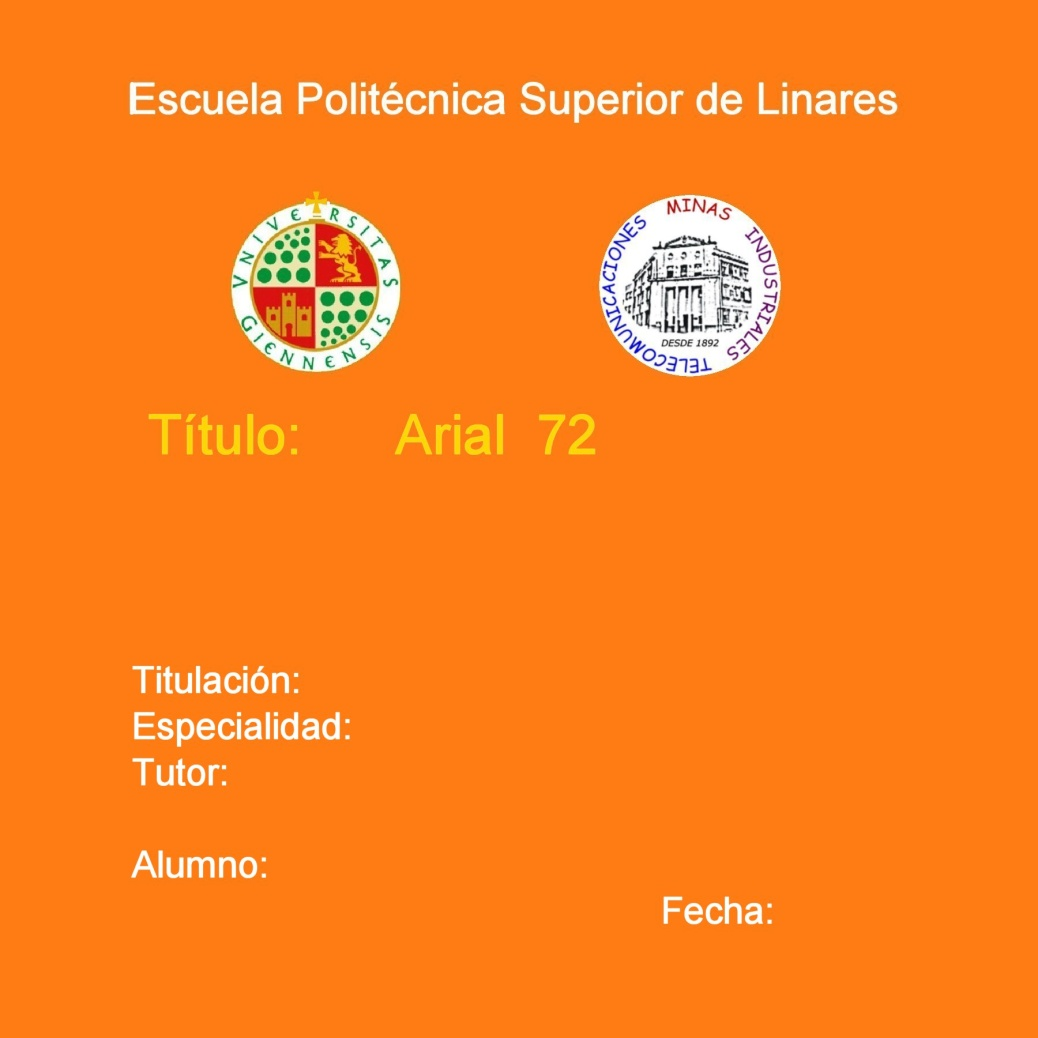 Escuela Politécnica Superior de Linares
VNIVERSITAS
GIENNENSIS
MINAS INDUSTRIALES TELECOMUNICACIONES
DESDE 1892
Título: Arial 72
Titulación:
Especialidad:
Tutor:
Alumno:
Fecha: